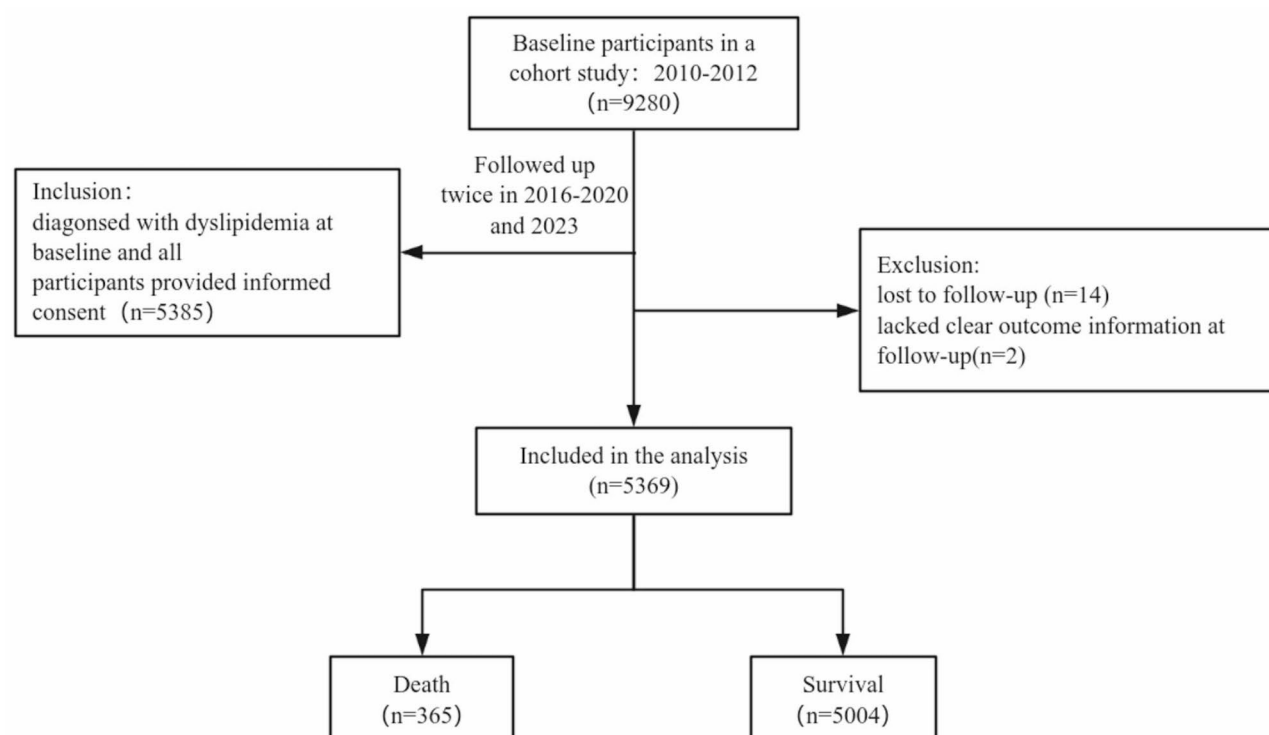 Baseline participants in a
cohort study：2010-2012
(n=9280)
Followed up
twice in 2016-2020
and 2023
Inclusion：
diagonsed with dyslipidemia at
baseline and all
participants provided informed
consent（n=5385）
Exclusion:
lost to follow-up (n=14)
lacked clear outcome information at
follow-up(n=2)
Included in the analysis
(n=5369)
Death
(n=365)
Survival
(n=5004)